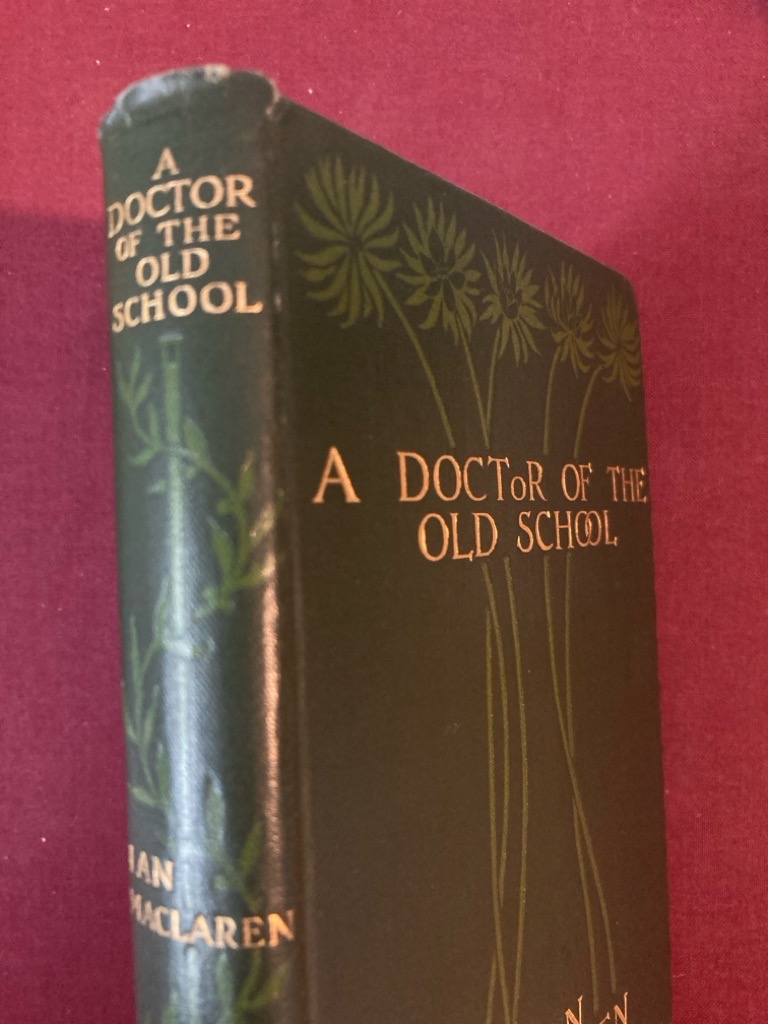 A
DOCTOR
OF THE
OLD
SCHOOL
IAN
MACLAREN
A DOCToR OF THE
OLD SCHOOL